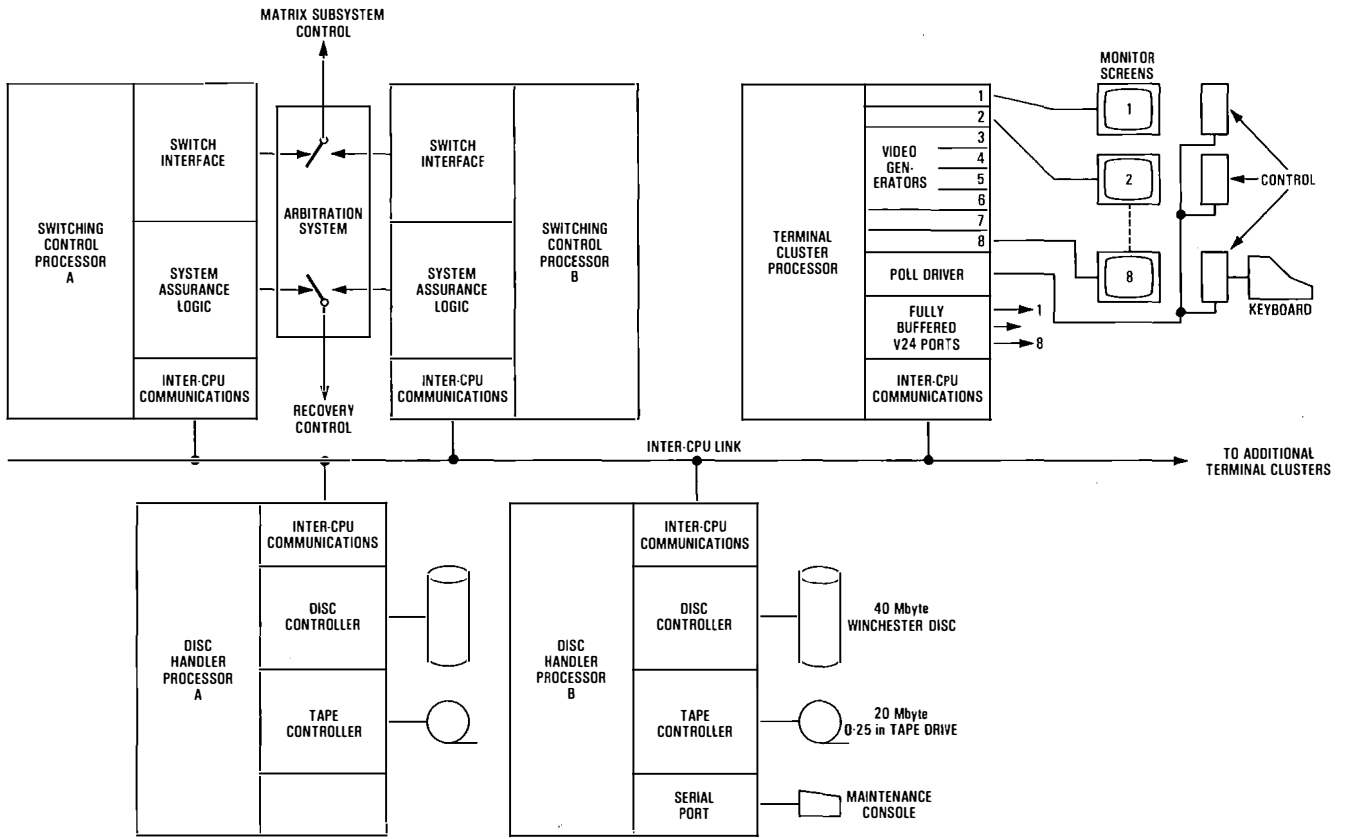 MATRIX SUBSYSTEM
CONTROL
SWITCHING
CONTROL
PROCESSOR
A
SWITCH
INTERFACE
SYSTEM
ASSURANCE
LOGIC
INTER-CPU
COMMUNICATIONS
ARBITRATION
SYSTEM
RECOVERY
CONTROL
SWITCH
INTERFACE
SYSTEM
ASSURANCE
LOGIC
INTER-CPU
COMMUNICATIONS
SWITCHING
CONTROL
PROCESSOR
B
TERMINAL
CLUSTER
PROCESSOR
1
2
3
4
5
6
7
8
VIDEO
GEN-
ERATORS
POLL DRIVER
FULLY
BUFFERED
V24 PORTS
1
8
INTER-CPU
COMMUNICATIONS
MONITOR
SCREENS
1
2
8
CONTROL
KEYBOARD
INTER-CPU LINK
TO ADDITIONAL
TERMINAL CLUSTERS
DISC
HANDLER
PROCESSOR
A
INTER-CPU
COMMUNICATIONS
DISC
CONTROLLER
TAPE
CONTROLLER
DISC
HANDLER
PROCESSOR
B
INTER-CPU
COMMUNICATIONS
DISC
CONTROLLER
TAPE
CONTROLLER
SERIAL
PORT
40 Mbyte
WINCHESTER DISC
20 Mbyte
0·25 in TAPE DRIVE
MAINTENANCE
CONSOLE